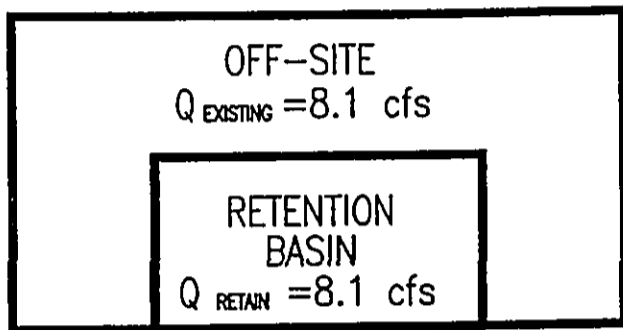 OFF-SITE
Q EXISTING =8.1 cfs
RETENTION
BASIN
Q RETAIN =8.1 cfs